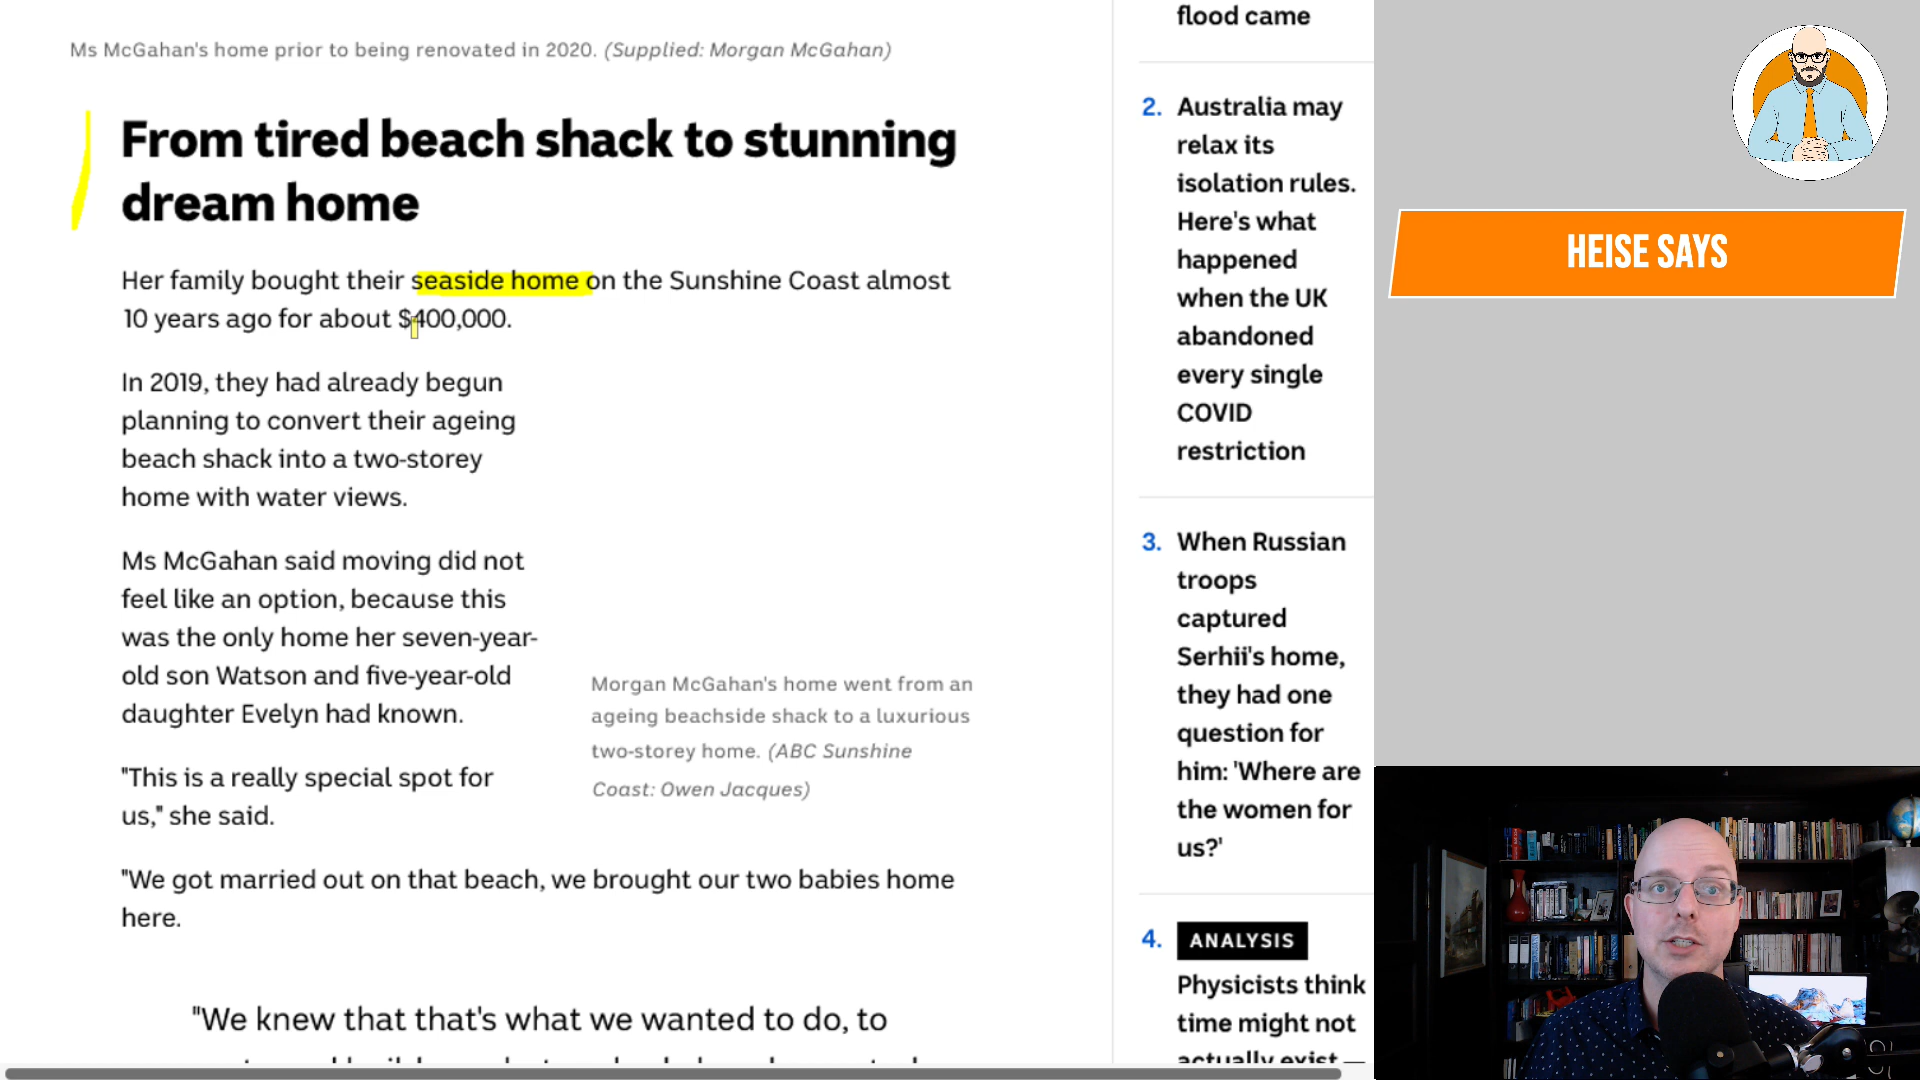 Ms McGahan's home prior to being renovated in 2020. (Supplied: Morgan McGahan)
From tired beach shack to stunning
dream home
Her family bought their seaside home on the Sunshine Coast almost
10 years ago for about $400,000.
In 2019, they had already begun
planning to convert their ageing
beach shack into a two-storey
home with water views.
Ms McGahan said moving did not
feel like an option, because this
was the only home her seven-year-
old son Watson and five-year-old
daughter Evelyn had known.
"This is a really special spot for
us," she said.
Morgan McGahan's home went from an
ageing beachside shack to a luxurious
two-storey home. (ABC Sunshine
Coast: Owen Jacques)
"We got married out on that beach, we brought our two babies home
here.
"We knew that that's what we wanted to do, to
flood came
2. Australia may
relax its
isolation rules.
Here's what
happened
when the UK
abandoned
every single
COVID
restriction
3. When Russian
troops
captured
Serhii's home,
they had one
question for
him: 'Where are
the women for
us?'
4. ANALYSIS
Physicists think
time might not
actually exist —
HEISE SAYS